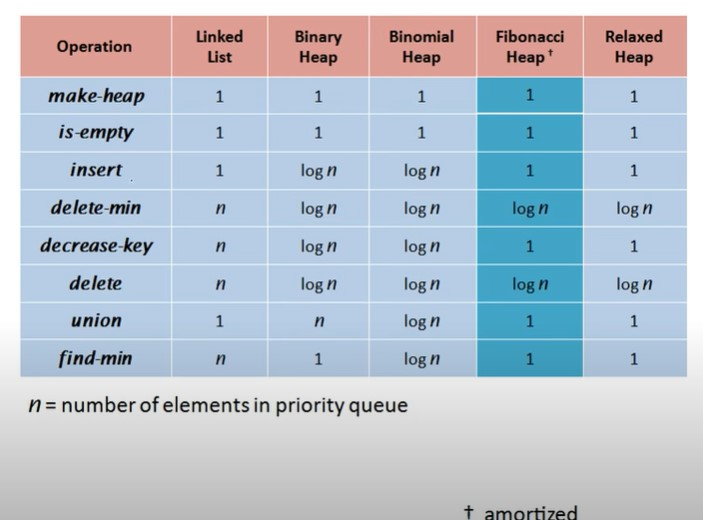 Operation Linked List Binary Heap Binomial Heap Fibonacci Heap † Relaxed Heap
make-heap 1 1 1 1 1
is-empty 1 1 1 1 1
insert 1 log n log n 1 1
delete-min n log n log n log n log n
decrease-key n log n log n 1 1
delete n log n log n log n log n
union 1 n log n 1 1
find-min n 1 log n 1 1
n = number of elements in priority queue
† amortized